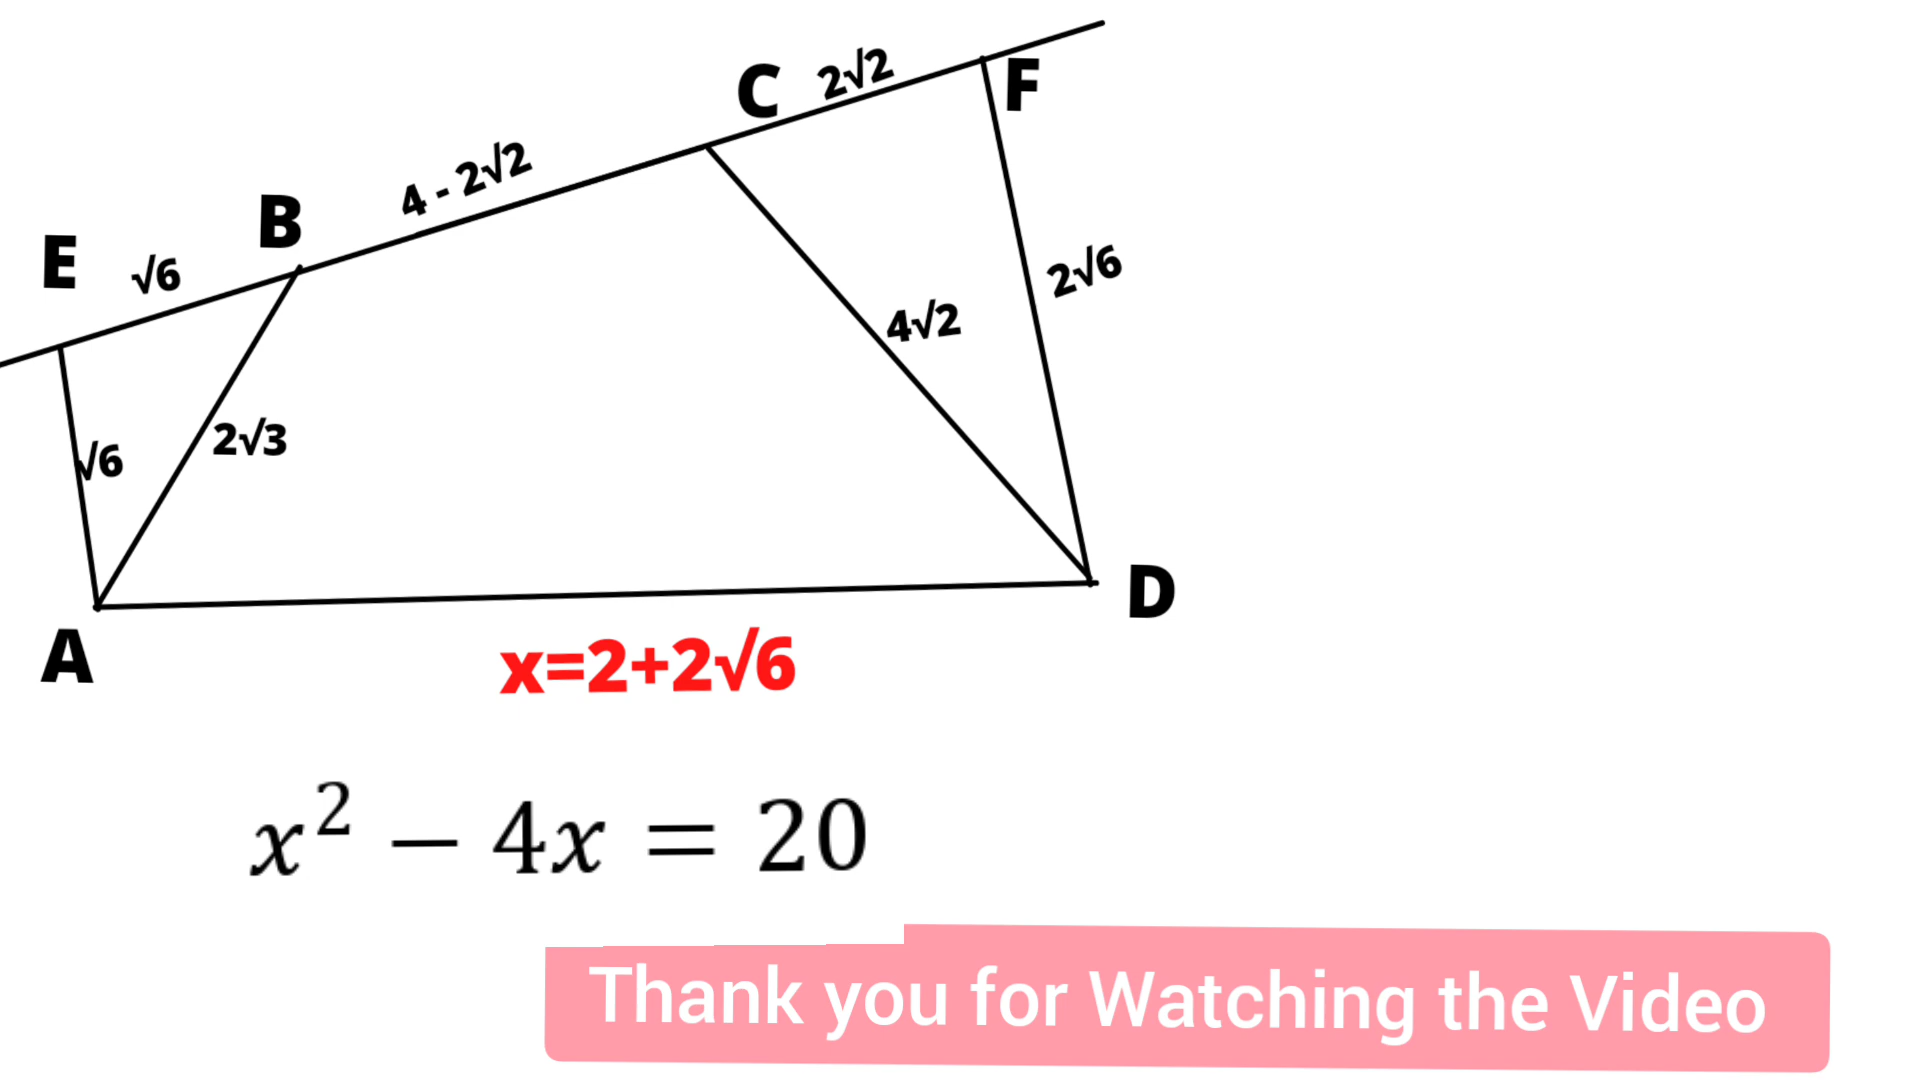 C 2√2 F
4 - 2√2
B
E √6
2√6
4√2
2√3
√6
D
A
x=2+2√6
x² − 4x = 20
Thank you for Watching the Video